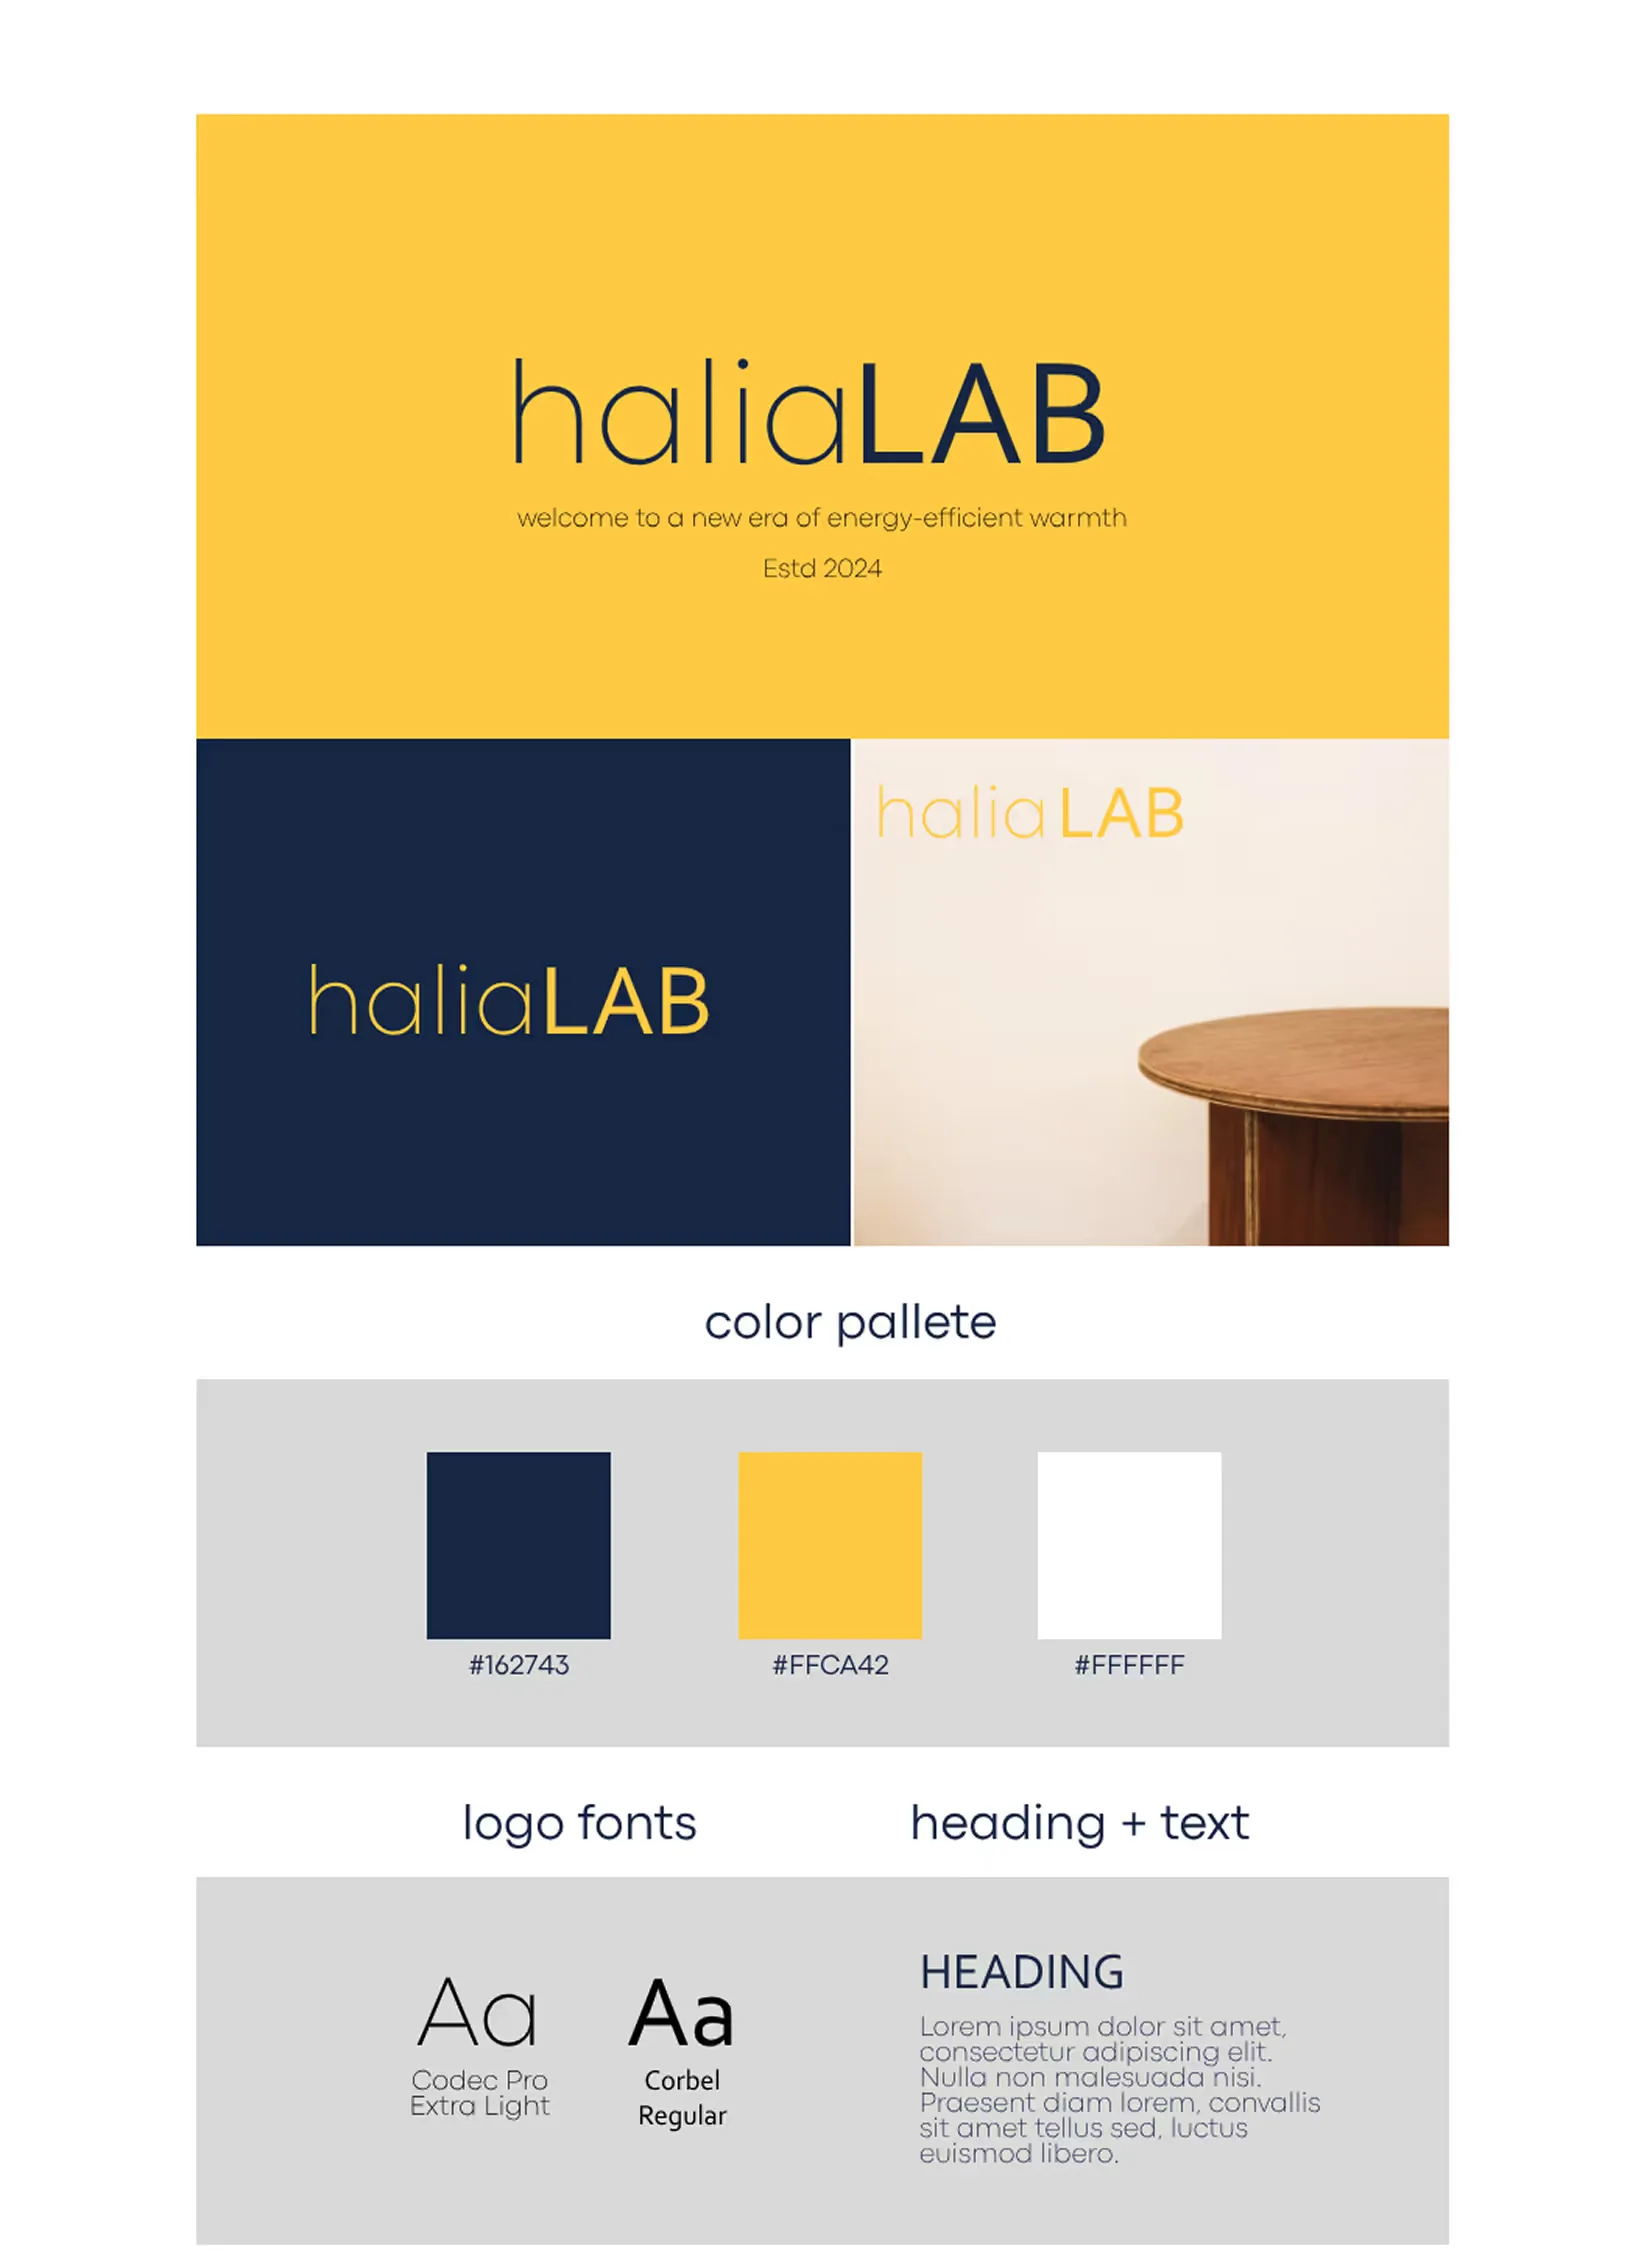 haliaLAB
welcome to a new era of energy-efficient warmth
Estd 2024
haliaLAB
halia LAB
color pallete
#162743
#FFCA42
#FFFFFF
logo fonts
heading + text
Aa
Codec Pro
Extra Light
Aa
Corbel
Regular
HEADING
Lorem ipsum dolor sit amet,
consectetur adipiscing elit.
Nulla non malesuada nisi.
Praesent diam lorem, convallis
sit amet tellus sed, luctus
euismod libero.